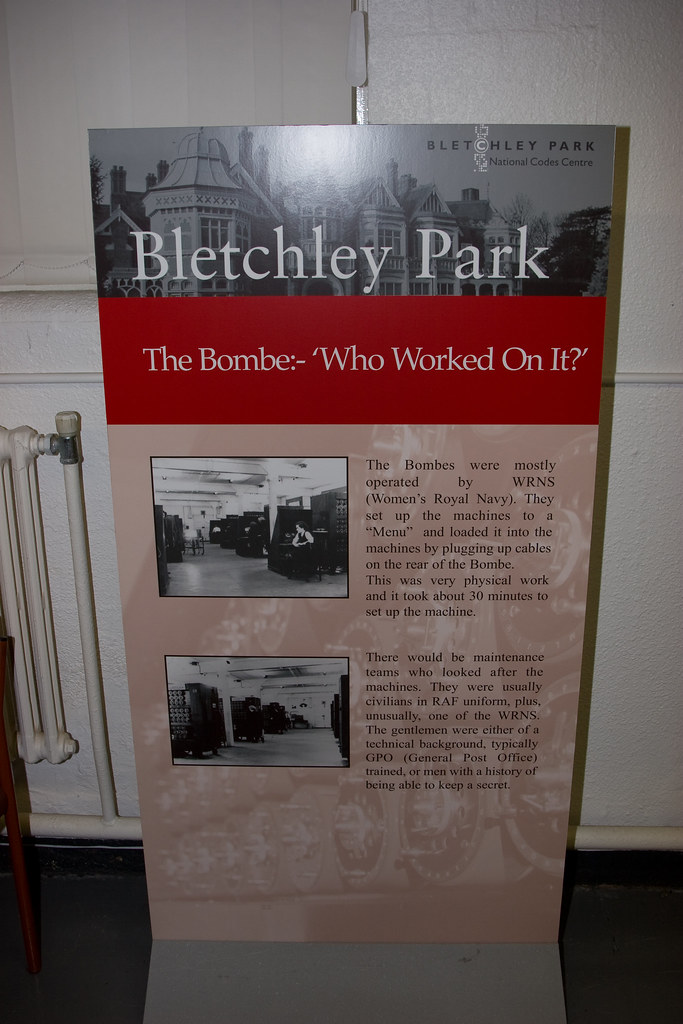 BLETCHLEY PARK
National Codes Centre
Bletchley Park
The Bombe:- ‘Who Worked On It?’
The Bombes were mostly
operated by WRNS
(Women's Royal Navy). They
set up the machines to a
“Menu” and loaded it into the
machines by plugging up cables
on the rear of the Bombe.
This was very physical work
and it took about 30 minutes to
set up the machine.
There would be maintenance
teams who looked after the
machines. They were usually
civilians in RAF uniform, plus,
unusually, one of the WRNS.
The gentlemen were either of a
technical background, typically
GPO (General Post Office)
trained, or men with a history of
being able to keep a secret.